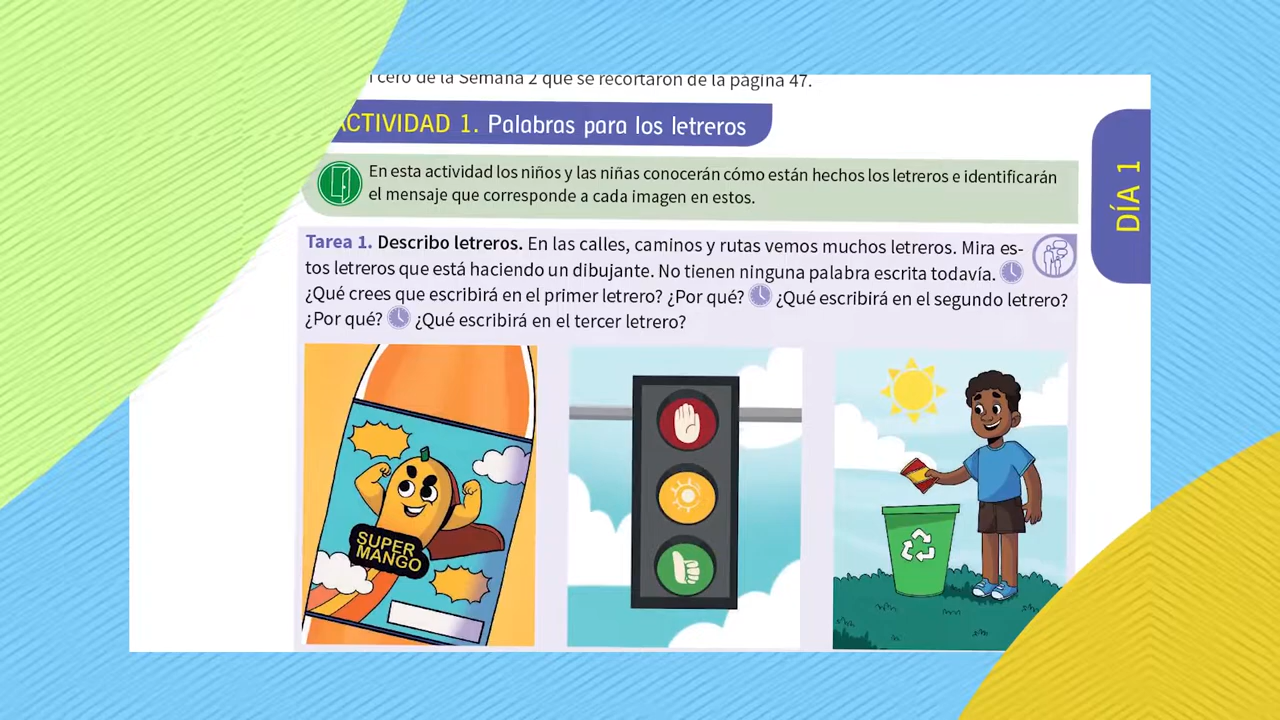 cero de la Semana 2 que se recortaron de la página 47.
ACTIVIDAD 1. Palabras para los letreros
En esta actividad los niños y las niñas conocerán cómo están hechos los letreros e identificarán
el mensaje que corresponde a cada imagen en estos.
DÍA 1
Tarea 1. Describo letreros. En las calles, caminos y rutas vemos muchos letreros. Mira es-
tos letreros que está haciendo un dibujante. No tienen ninguna palabra escrita todavía.
¿Qué crees que escribirá en el primer letrero? ¿Por qué? ¿Qué escribirá en el segundo letrero?
¿Por qué? ¿Qué escribirá en el tercer letrero?
SUPER
MANGO